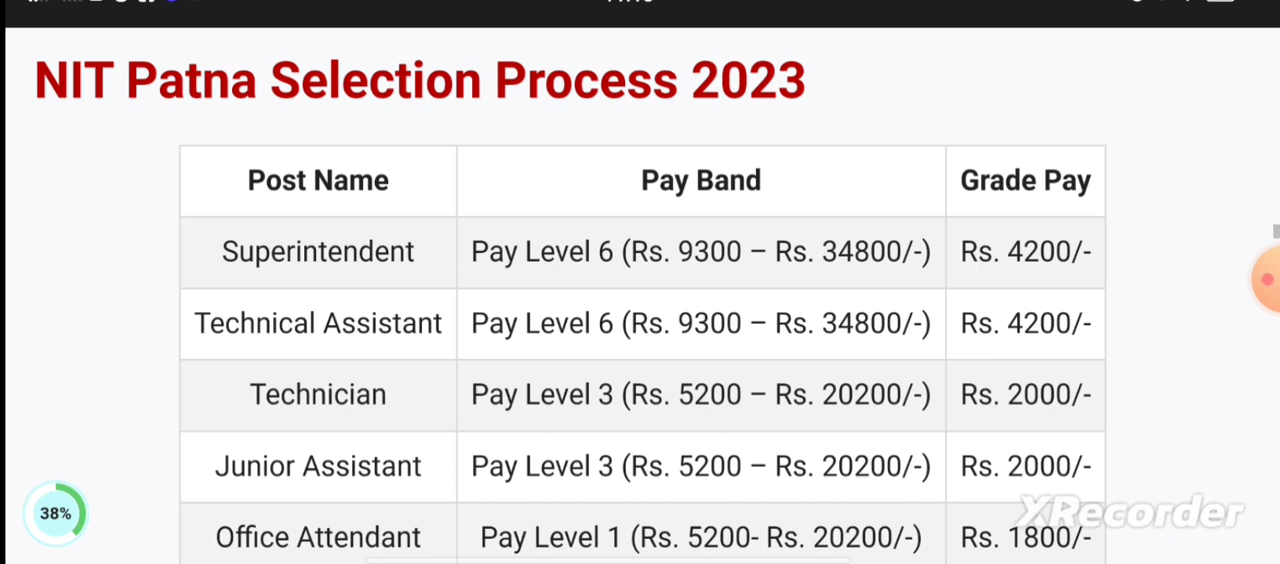 NIT Patna Selection Process 2023
Post Name Pay Band Grade Pay
Superintendent Pay Level 6 (Rs. 9300 – Rs. 34800/-) Rs. 4200/-
Technical Assistant Pay Level 6 (Rs. 9300 – Rs. 34800/-) Rs. 4200/-
Technician Pay Level 3 (Rs. 5200 – Rs. 20200/-) Rs. 2000/-
Junior Assistant Pay Level 3 (Rs. 5200 – Rs. 20200/-) Rs. 2000/-
38%
XRecorder
Office Attendant Pay Level 1 (Rs. 5200- Rs. 20200/-) Rs. 1800/-